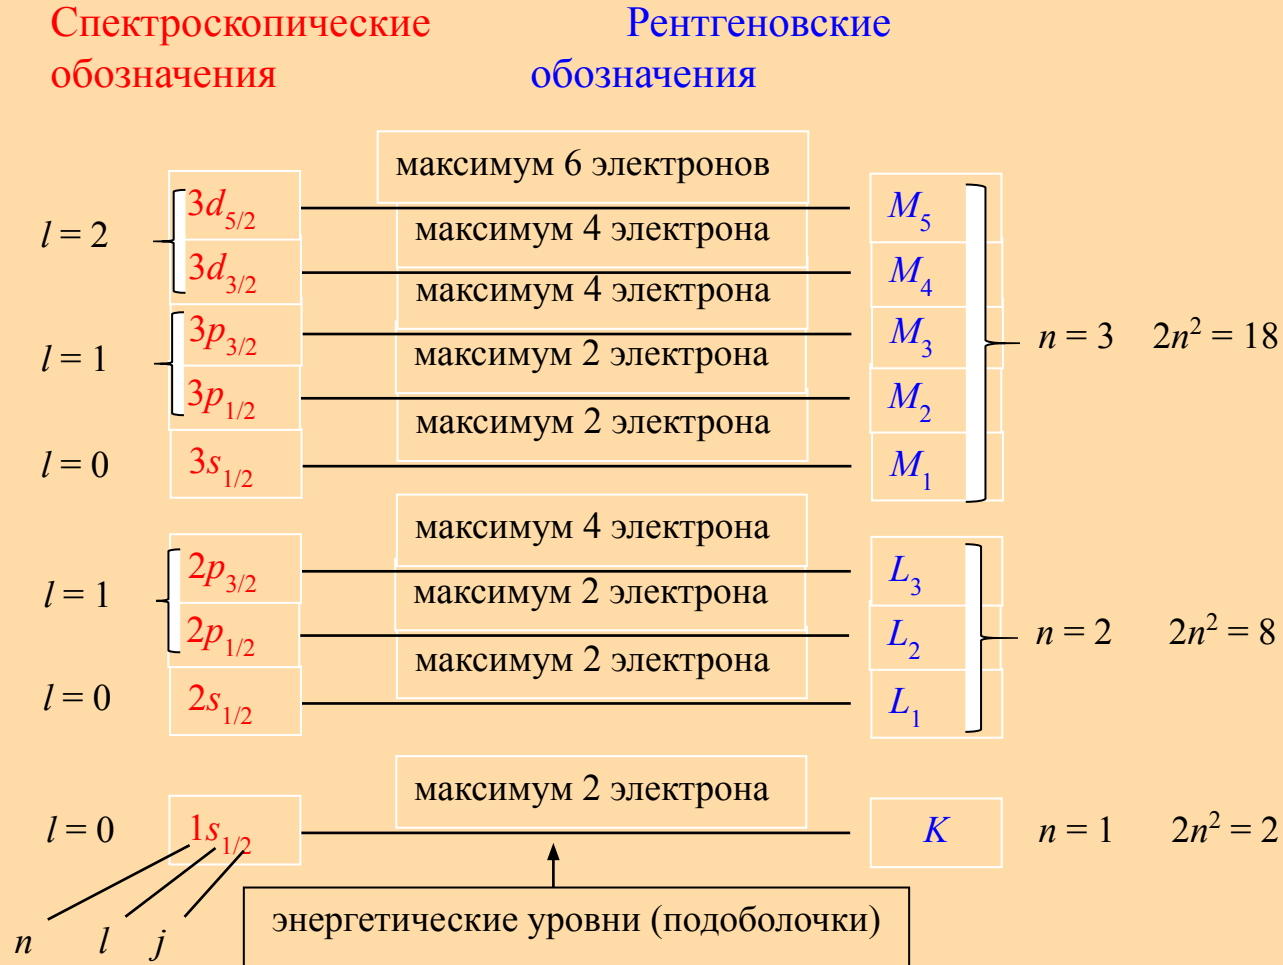 Спектроскопические Рентгеновские
обозначения обозначения
максимум 6 электронов
3d5/2 M5
l = 2 максимум 4 электрона
3d3/2 M4
максимум 4 электрона
3p3/2 M3 n = 3 2n² = 18
l = 1 максимум 2 электрона
3p1/2 M2
максимум 2 электрона
l = 0 3s1/2 M1
максимум 4 электрона
2p3/2 L3
l = 1 максимум 2 электрона
2p1/2 L2 n = 2 2n² = 8
максимум 2 электрона
l = 0 2s1/2 L1
максимум 2 электрона
l = 0 1s1/2 K n = 1 2n² = 2
энергетические уровни (подоболочки)
n l j